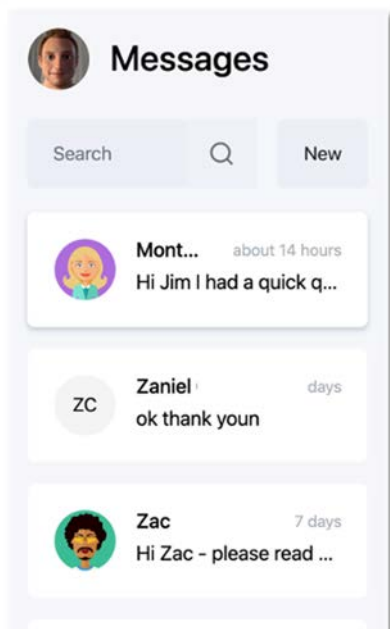 Messages
Search
New
Mont... about 14 hours
Hi Jim I had a quick q...
ZC
Zaniel days
ok thank youn
Zac 7 days
Hi Zac - please read ...